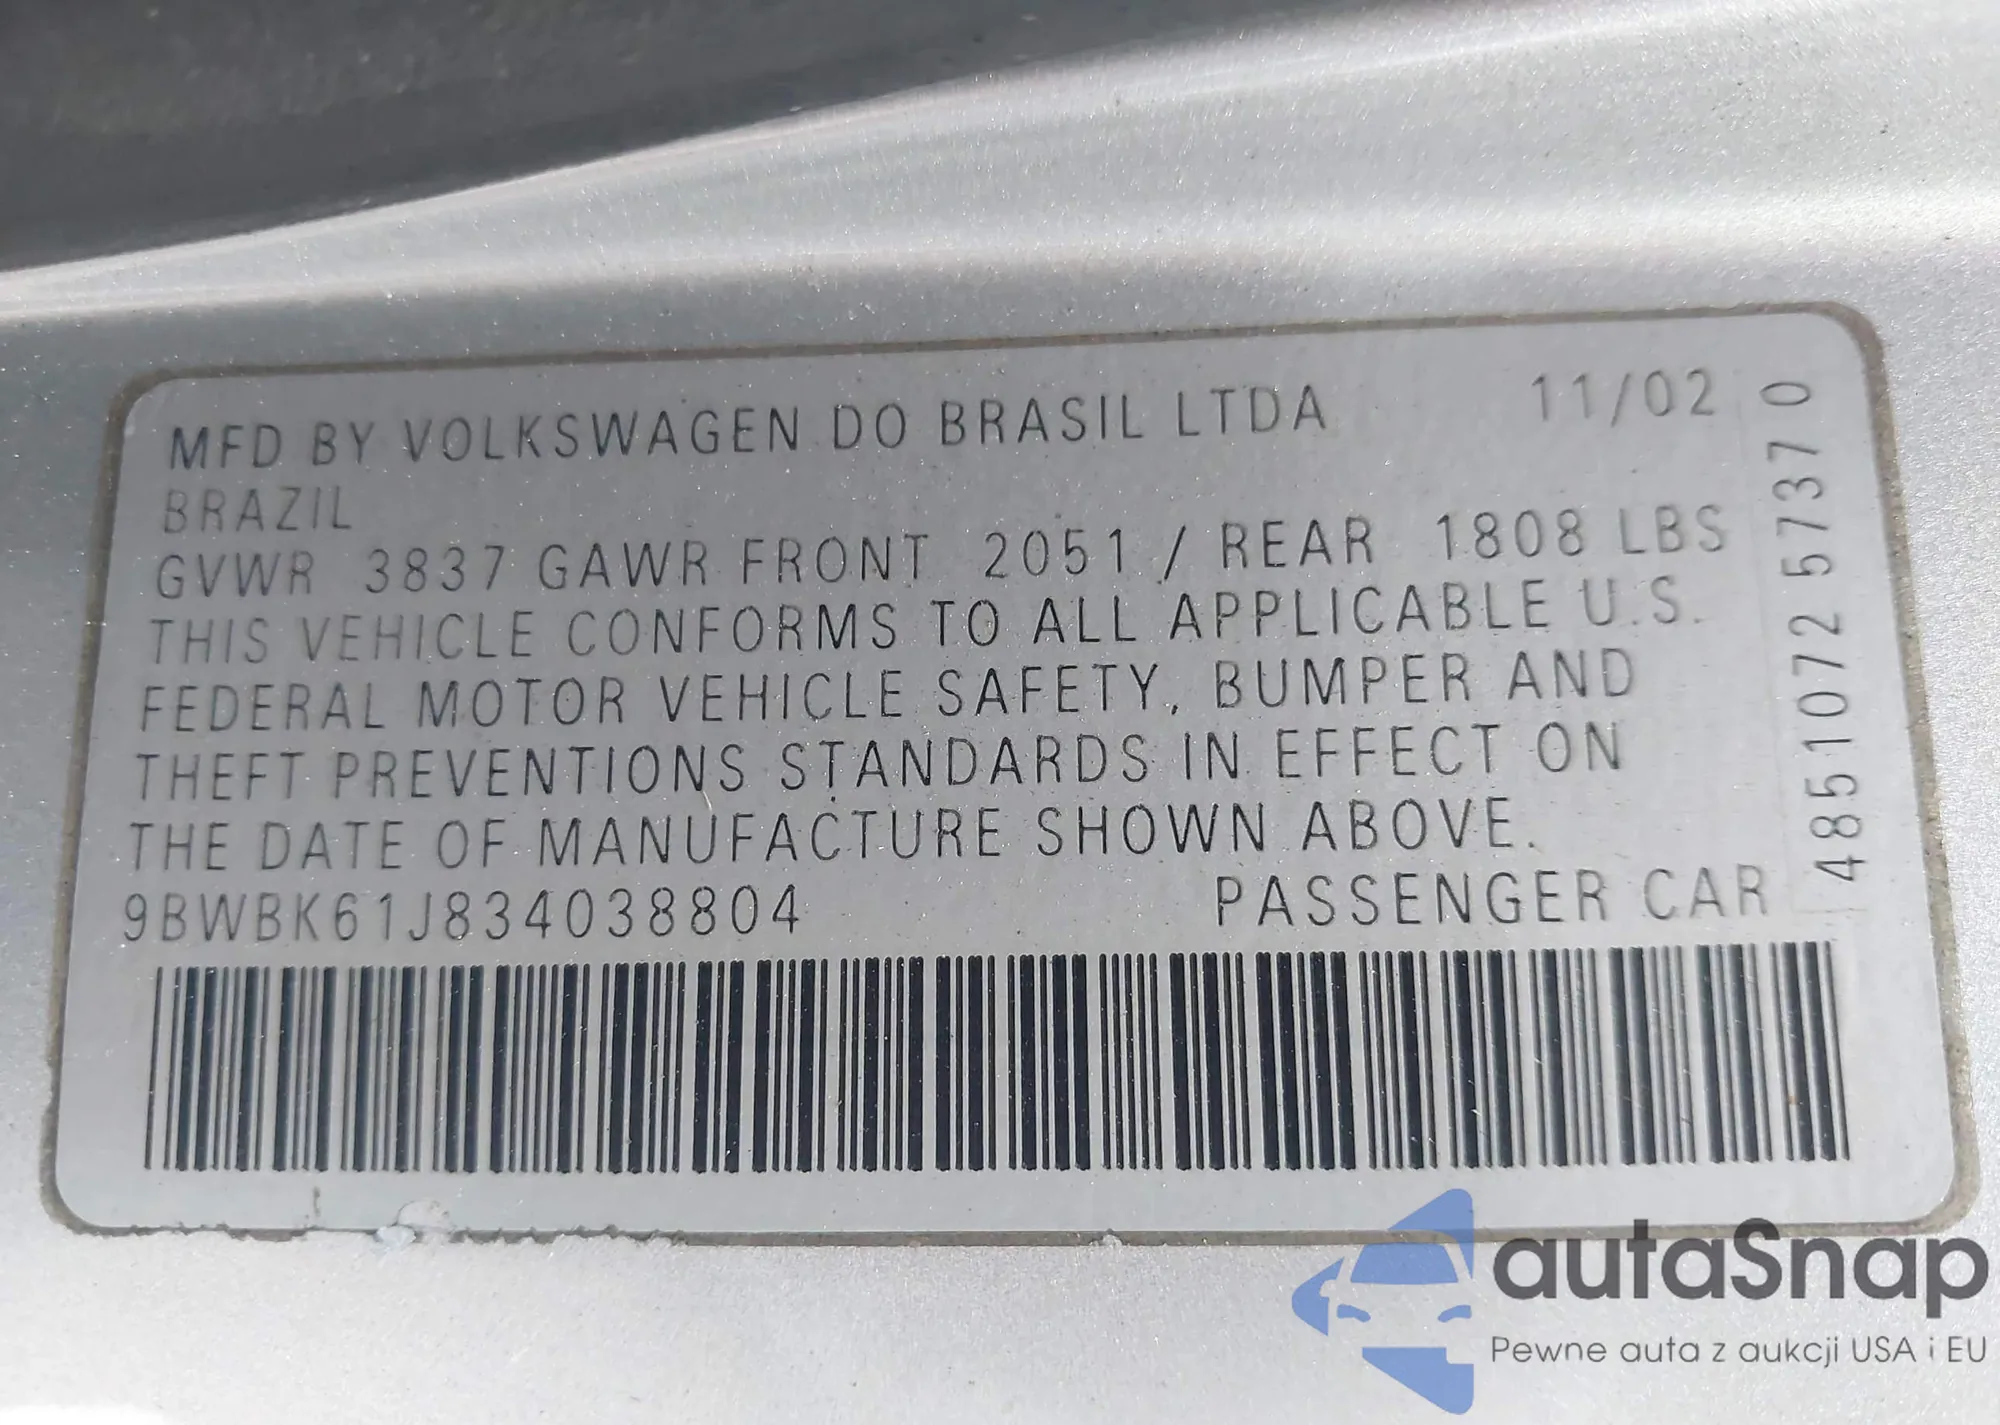 MFD BY VOLKSWAGEN DO BRASIL LTDA 11/02
BRAZIL
GVWR 3837 GAWR FRONT 2051 / REAR 1808 LBS
THIS VEHICLE CONFORMS TO ALL APPLICABLE U.S.
FEDERAL MOTOR VEHICLE SAFETY, BUMPER AND
THEFT PREVENTIONS STANDARDS IN EFFECT ON
THE DATE OF MANUFACTURE SHOWN ABOVE.
9BWBK61J834038804 PASSENGER CAR
4851072 57370
autaSnap
Pewne auta z aukcji USA i EU